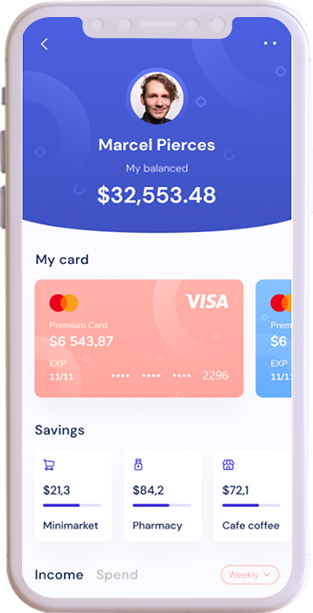 Marcel Pierces
My balanced
$32,553.48
My card
VISA
Premium Card
$6 543,87
EXP
11/11 •••• •••• •••• 2296
Prem
$6
EXP
11/11
Savings
$21,3
Minimarket
$84,2
Pharmacy
$72,1
Cafe coffee
Income Spend Weekly